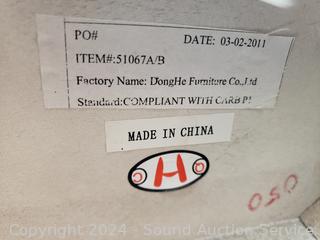 PO# DATE: 03-02-2011
ITEM#:51067A/B
Factory Name: DongHe Furniture Co.,Ltd
Standard:COMPLIANT WITH CARB P1
MADE IN CHINA
Q H C
050
Copyright 2024 - Sound Auction Service